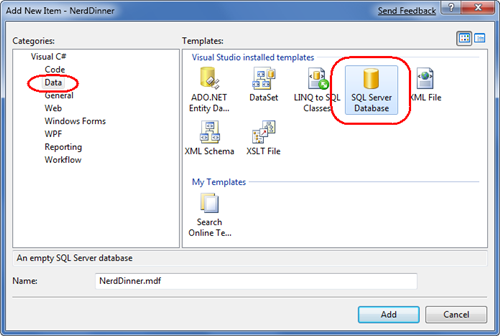 Add New Item - NerdDinner
Send Feedback
Categories:
Visual C#
Code
Data
General
Web
Windows Forms
WPF
Reporting
Workflow
Templates:
Visual Studio installed templates
ADO.NET Entity Da...
DataSet
LINQ to SQL Classes
SQL Server Database
XML File
XML Schema
XSLT File
My Templates
Search Online Te...
An empty SQL Server database
Name:
NerdDinner.mdf
Add
Cancel